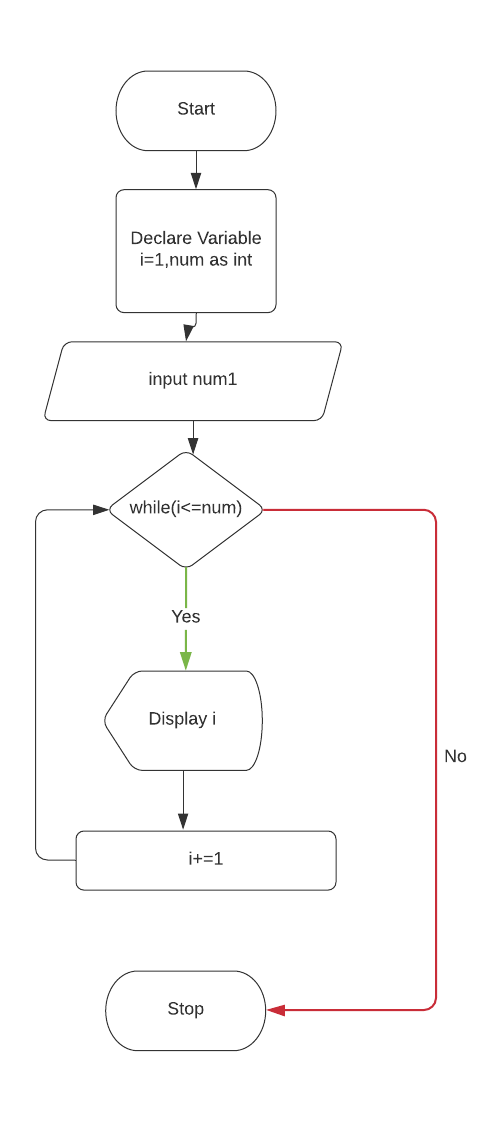 Start
Declare Variable
i=1,num as int
input num1
while(i<=num)
Yes
Display i
No
i+=1
Stop